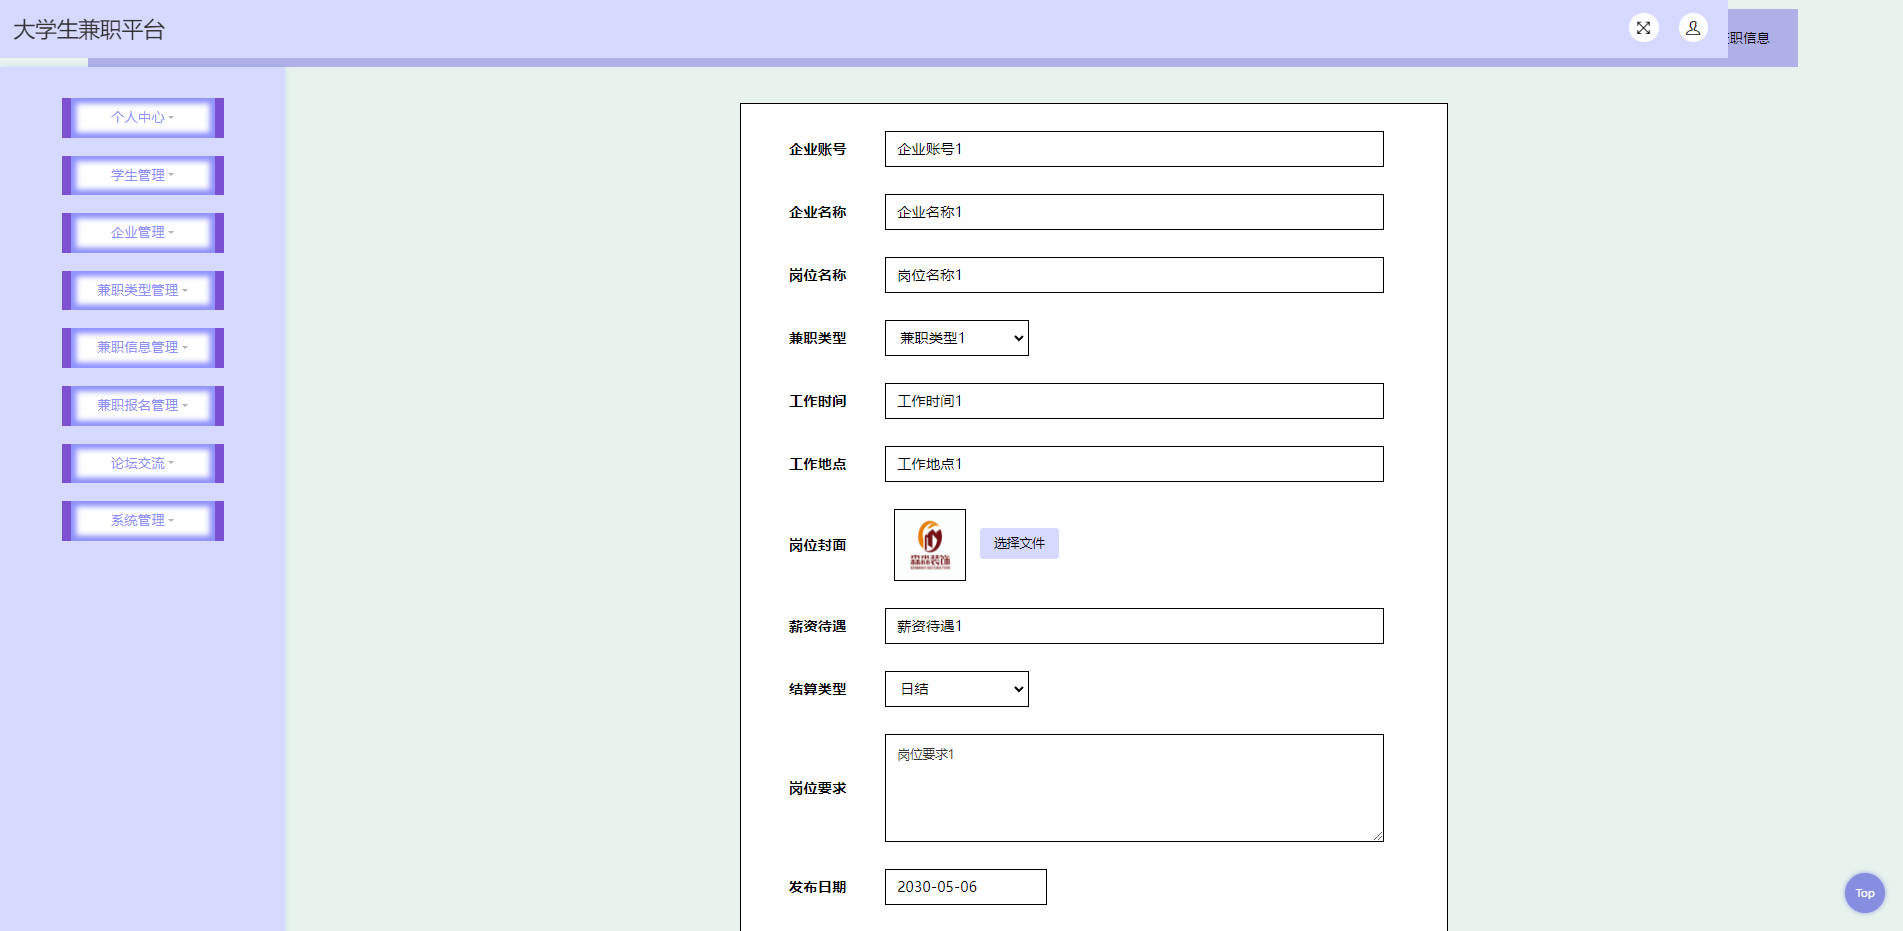 大学生兼职平台
职信息
个人中心
学生管理
企业管理
兼职类型管理
兼职信息管理
兼职报名管理
论坛交流
系统管理
企业账号 企业账号1
企业名称 企业名称1
岗位名称 岗位名称1
兼职类型 兼职类型1
工作时间 工作时间1
工作地点 工作地点1
岗位封面 森淼装饰 选择文件
薪资待遇 薪资待遇1
结算类型 日结
岗位要求 岗位要求1
发布日期 2030-05-06
Top